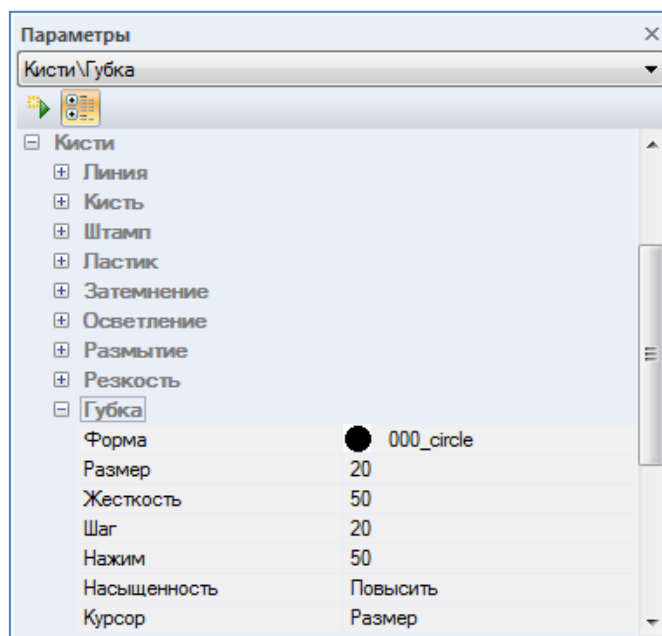 Параметры
Кисти\Губка
Кисти
Линия
Кисть
Штамп
Ластик
Затемнение
Осветление
Размытие
Резкость
Губка
Форма 000_circle
Размер 20
Жесткость 50
Шаг 20
Нажим 50
Насыщенность Повысить
Курсор Размер